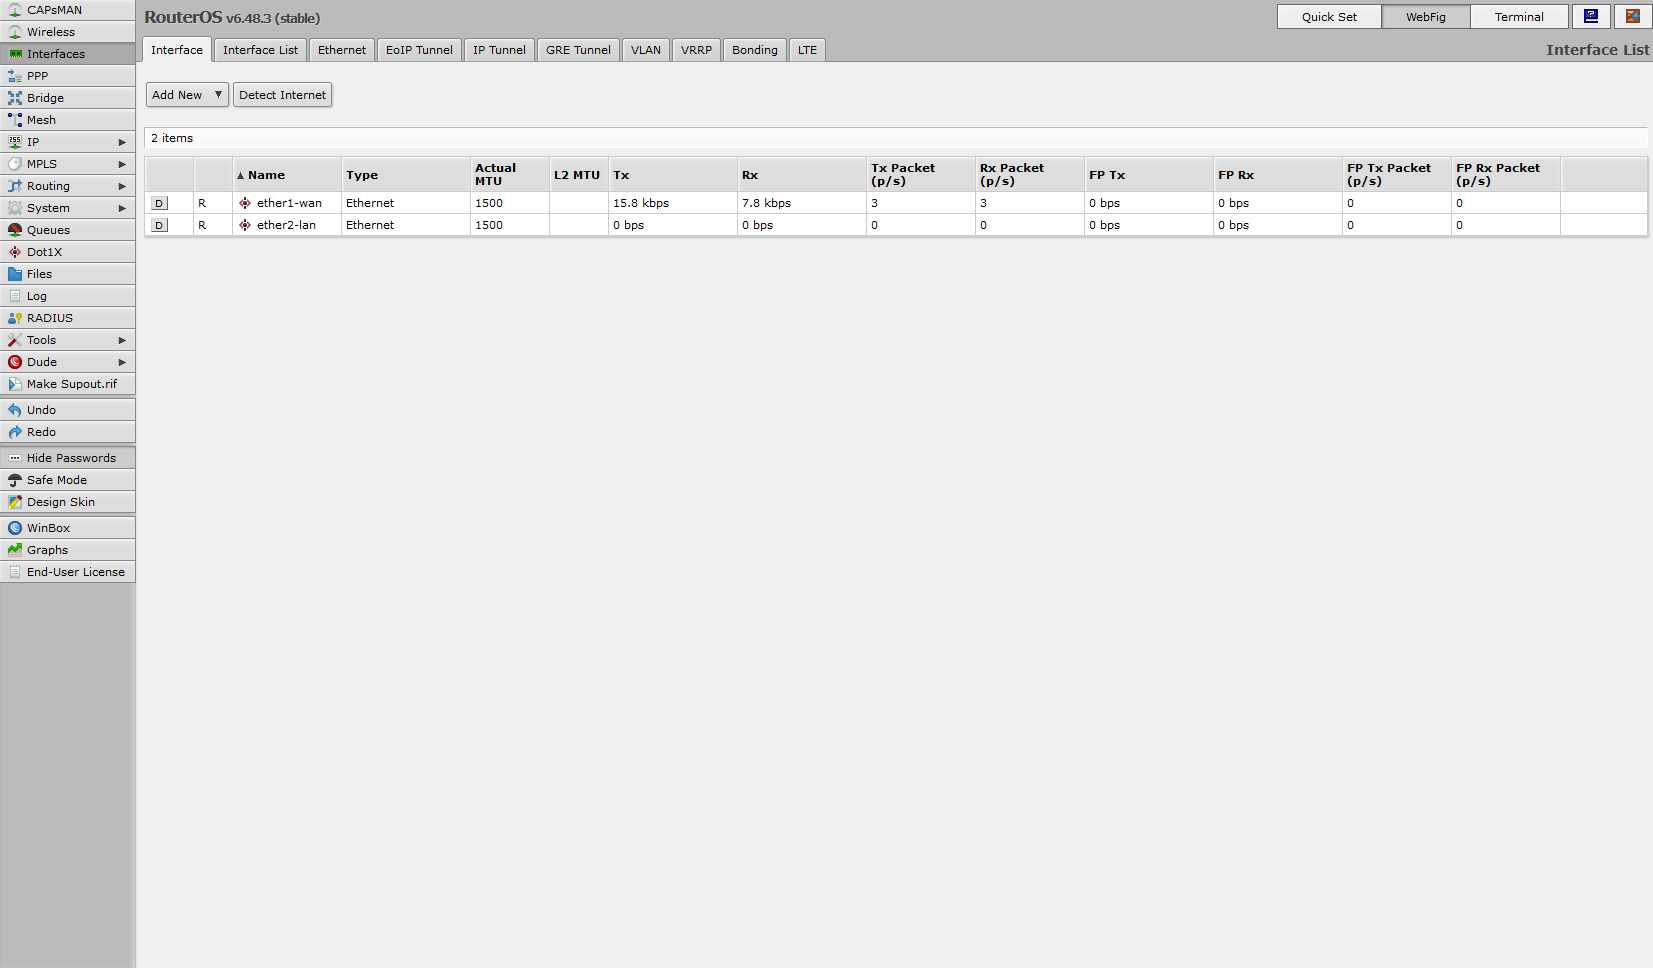 CAPsMAN
Wireless
Interfaces
PPP
Bridge
Mesh
IP
MPLS
Routing
System
Queues
Dot1X
Files
Log
RADIUS
Tools
Dude
Make Supout.rif
Undo
Redo
Hide Passwords
Safe Mode
Design Skin
WinBox
Graphs
End-User License
RouterOS v6.48.3 (stable)
Quick Set WebFig Terminal
Interface Interface List Ethernet EoIP Tunnel IP Tunnel GRE Tunnel VLAN VRRP Bonding LTE Interface List
Add New ▼ Detect Internet
2 items
▲ Name Type Actual MTU L2 MTU Tx Rx Tx Packet (p/s) Rx Packet (p/s) FP Tx FP Rx FP Tx Packet (p/s) FP Rx Packet (p/s)
D R ether1-wan Ethernet 1500 15.8 kbps 7.8 kbps 3 3 0 bps 0 bps 0 0
D R ether2-lan Ethernet 1500 0 bps 0 bps 0 0 0 bps 0 bps 0 0